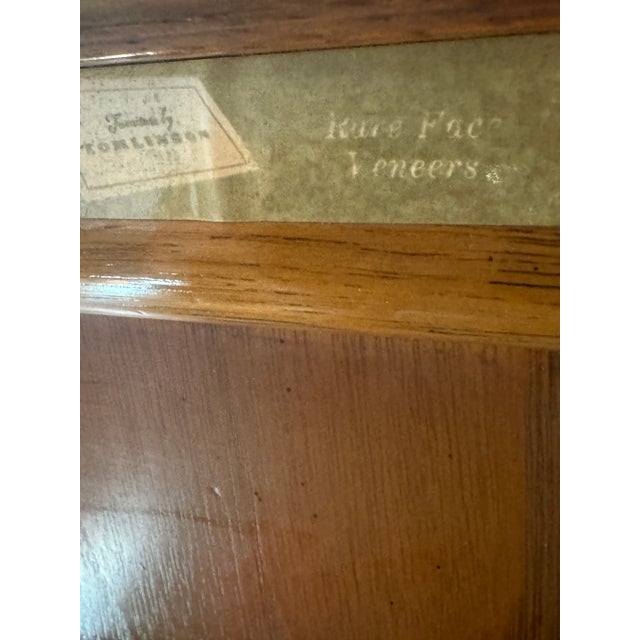 Furniture by
TOMLINSON
Rare Face
Veneers